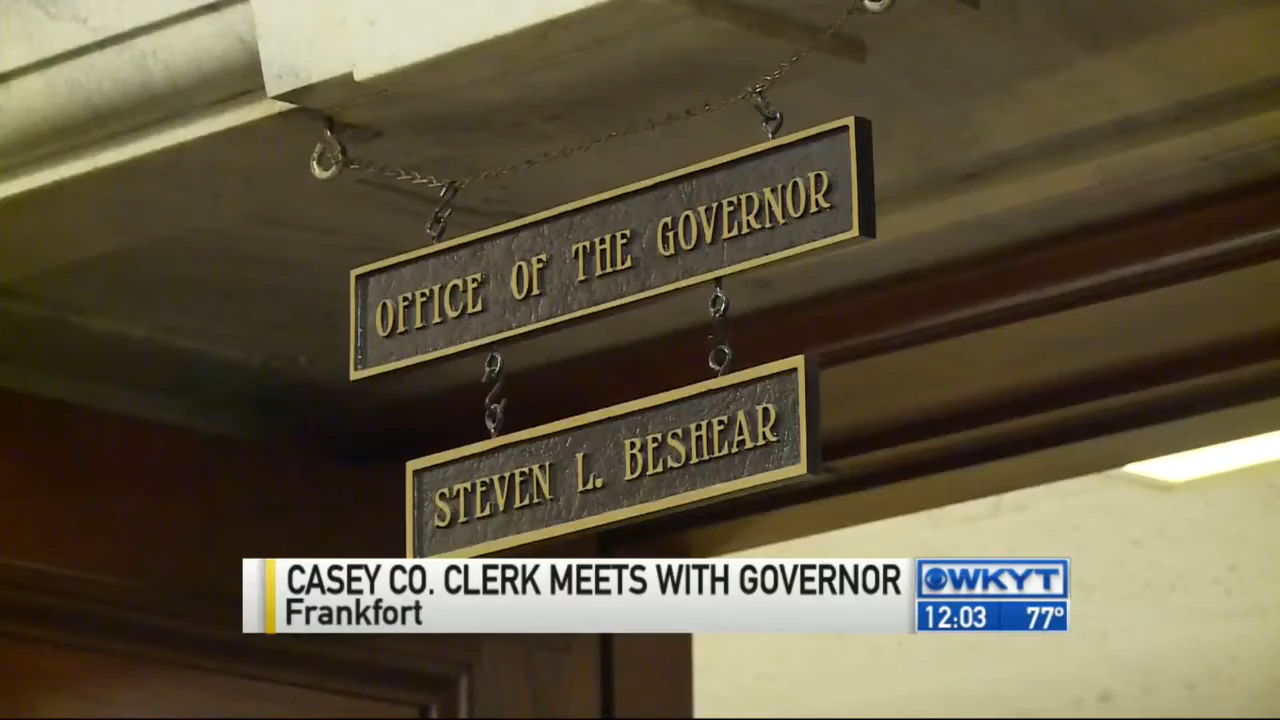 OFFICE OF THE GOVERNOR
STEVEN L. BESHEAR
CASEY CO. CLERK MEETS WITH GOVERNOR
Frankfort
WKYT
12:03 77°